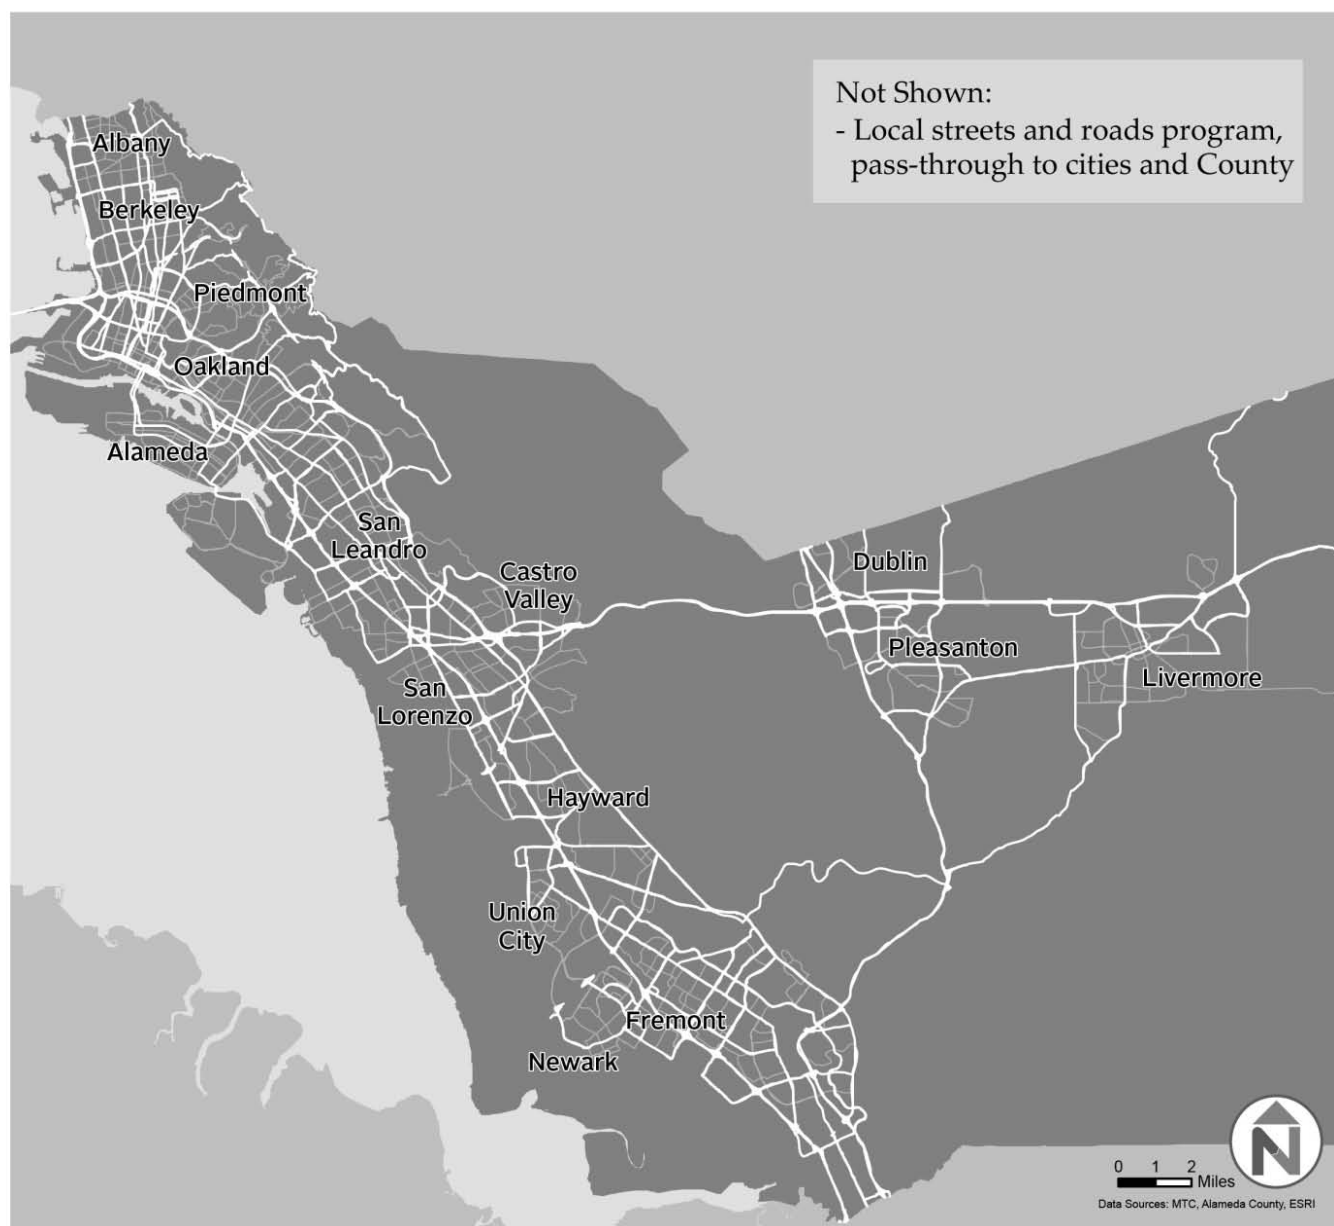 Not Shown:
- Local streets and roads program,
pass-through to cities and County
Albany
Berkeley
Piedmont
Oakland
Alameda
San
Leandro
Castro
Valley
Dublin
Pleasanton
Livermore
San
Lorenzo
Hayward
Union
City
Fremont
Newark
N
0 1 2
Miles
Data Sources: MTC, Alameda County, ESRI